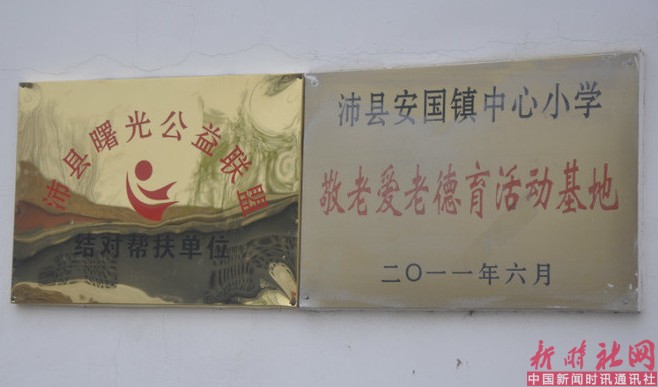 沛县曙光公益联盟
结对帮扶单位
沛县安国镇中心小学
敬老爱老德育活动基地
二〇一一年六月
新时社网
中国新闻时讯通讯社